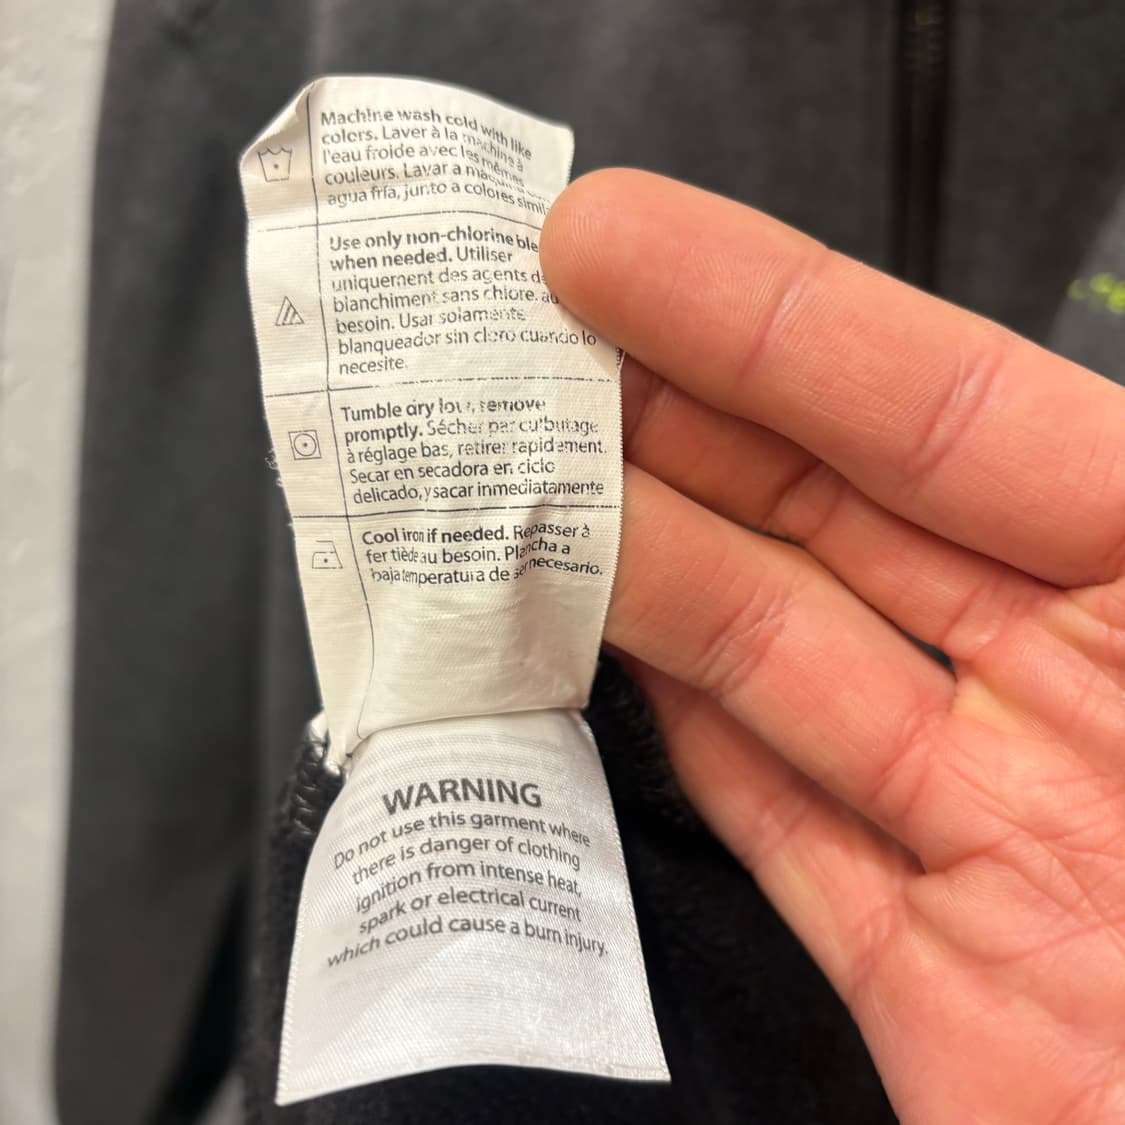 Machine wash cold with like
colors. Laver à la machine à
l'eau froide avec les mêmes
couleurs. Lavar a
agua fría, junto a colores
Use only non-chlorine
when needed. Utiliser
uniquement des agents
blanchiment sans chlore.
besoin. Usar solamente
blanqueador sin cloro cuando lo
necesite.
Tumble dry low, remove
promptly. Sécher par culbutage
à réglage bas, retirer rapidement.
Secar en secadora en ciclo
delicado, y sacar inmediatamente
Cool iron if needed. Repasser à
fer tiède au besoin. Plancha a
baja temperatura de ser necesario.
WARNING
Do not use this garment where
there is danger of clothing
ignition from intense heat,
spark or electrical current
which could cause a burn injury.